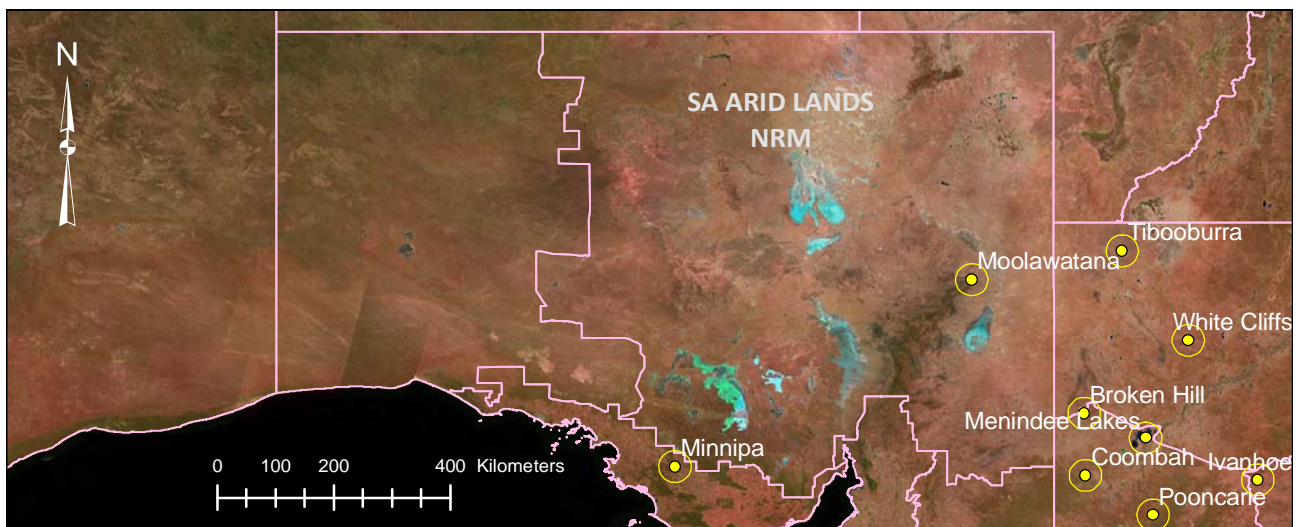 N
SA ARID LANDS
NRM
Tibooburra
Moolawatana
White Cliffs
Broken Hill
Menindee Lakes
Minnipa
Coombah
Ivanhoe
Pooncarie
0 100 200 400 Kilometers